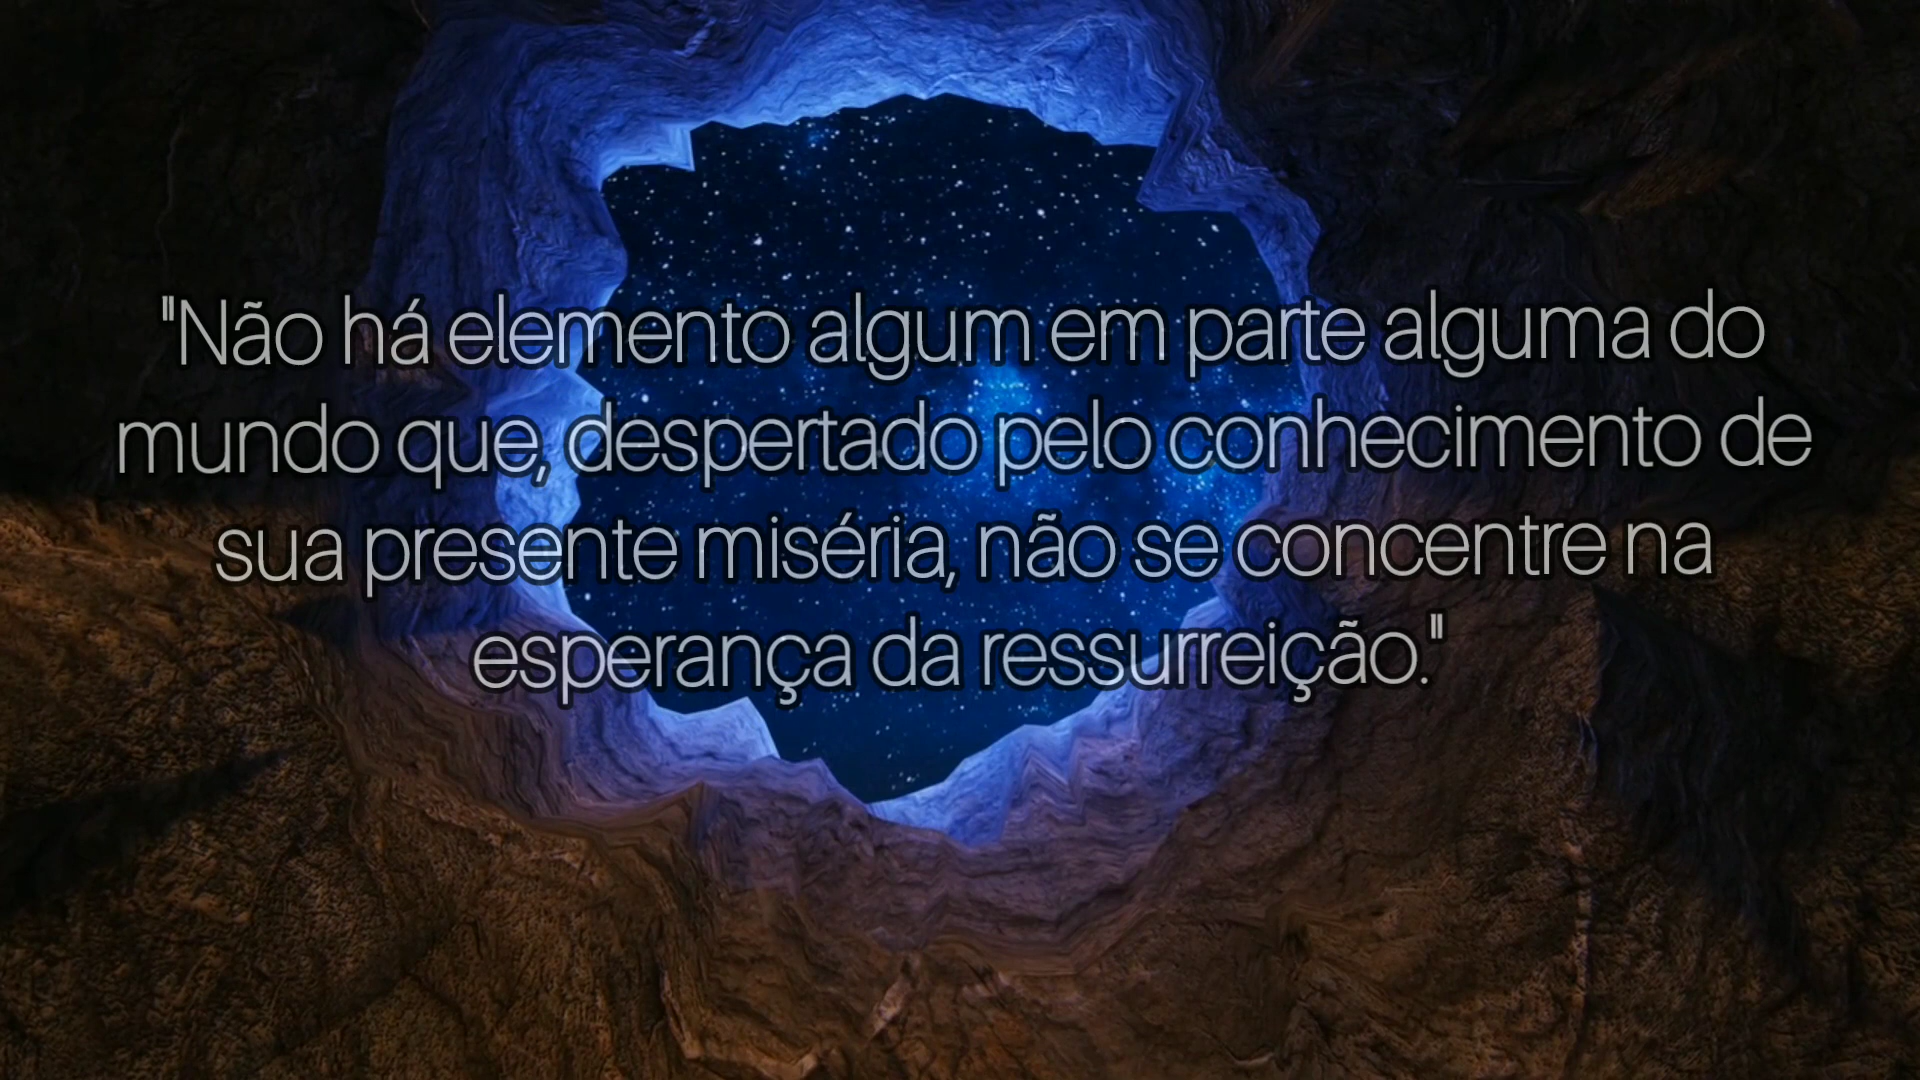 "Não há elemento algum em parte alguma do
mundo que, despertado pelo conhecimento de
sua presente miséria, não se concentre na
esperança da ressurreição."